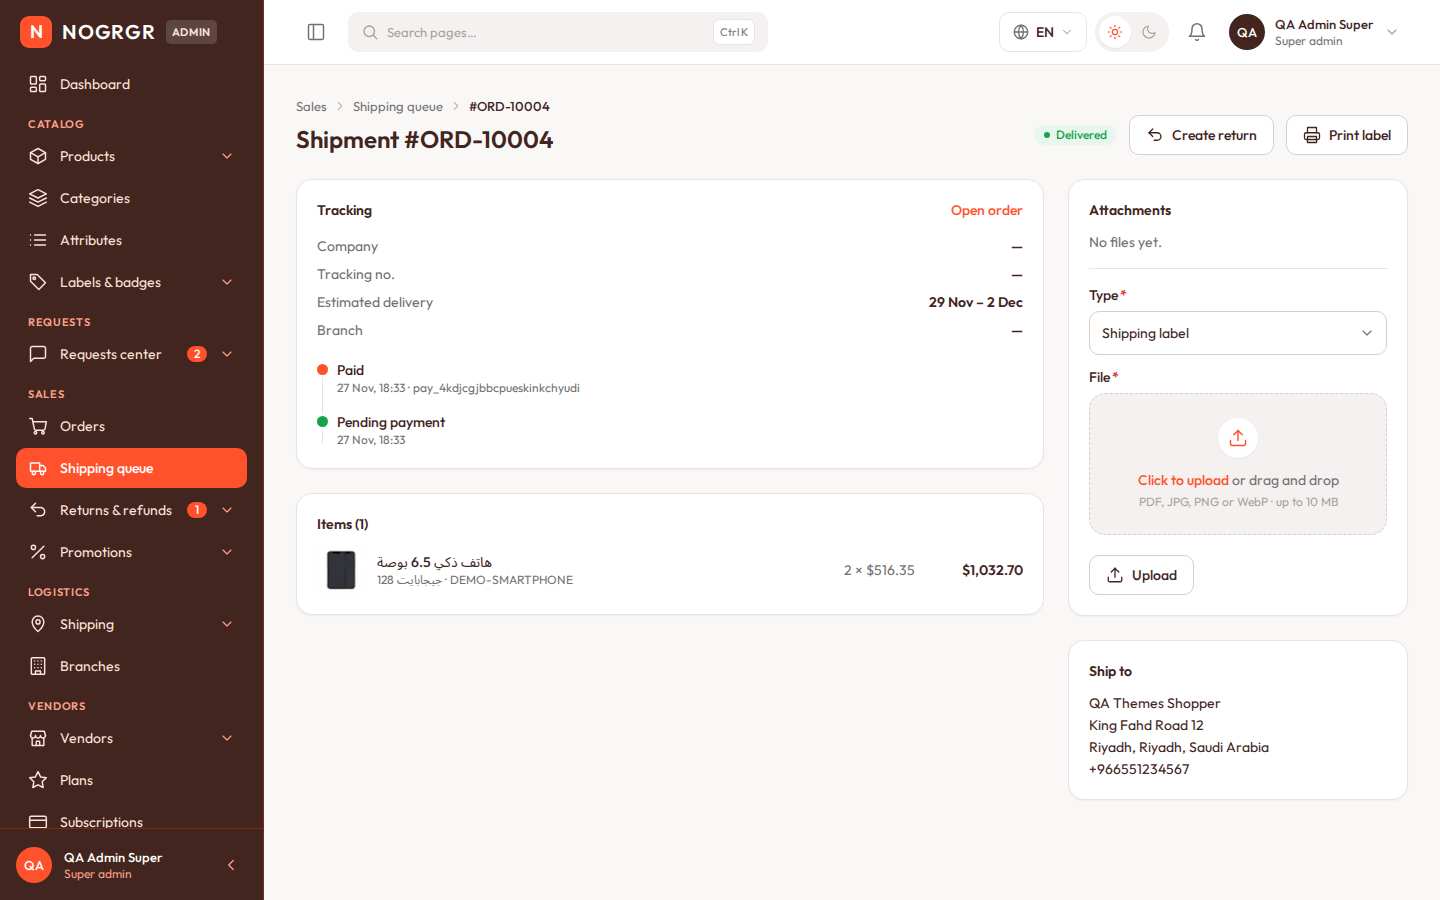 N NOGRGR ADMIN
Search pages...
Ctrl K
EN
QA
QA Admin Super
Super admin
Dashboard
CATALOG
Products
Categories
Attributes
Labels & badges
REQUESTS
Requests center 2
SALES
Orders
Shipping queue
Returns & refunds 1
Promotions
LOGISTICS
Shipping
Branches
VENDORS
Vendors
Plans
Subscriptions
QA
QA Admin Super
Super admin
Sales > Shipping queue > #ORD-10004
Shipment #ORD-10004
Delivered
Create return
Print label
Tracking
Open order
Company —
Tracking no. —
Estimated delivery 29 Nov – 2 Dec
Branch —
Paid
27 Nov, 18:33 · pay_4kdjcgjbbcpueskinkchyudi
Pending payment
27 Nov, 18:33
Items (1)
هاتف ذكي 6.5 بوصة
128 جيجابايت · DEMO-SMARTPHONE
2 × $516.35
$1,032.70
Attachments
No files yet.
Type*
Shipping label
File*
Click to upload or drag and drop
PDF, JPG, PNG or WebP · up to 10 MB
Upload
Ship to
QA Themes Shopper
King Fahd Road 12
Riyadh, Riyadh, Saudi Arabia
+966551234567